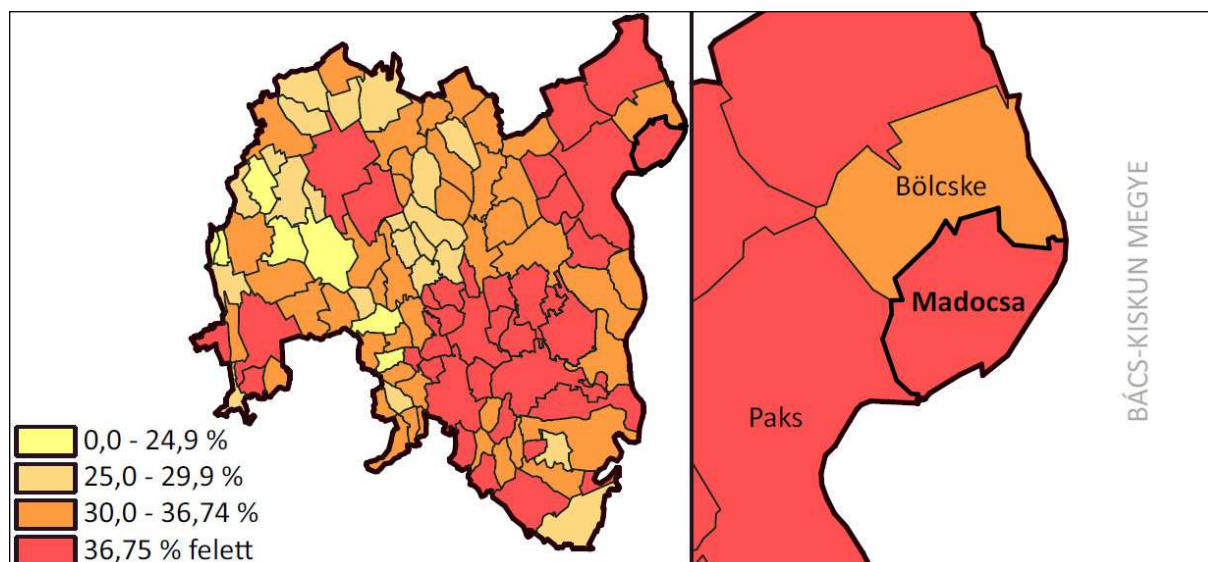 0,0 - 24,9 %
25,0 - 29,9 %
30,0 - 36,74 %
36,75 % felett
Bölcske
Madocsa
Paks
BÁCS-KISKUN MEGYE